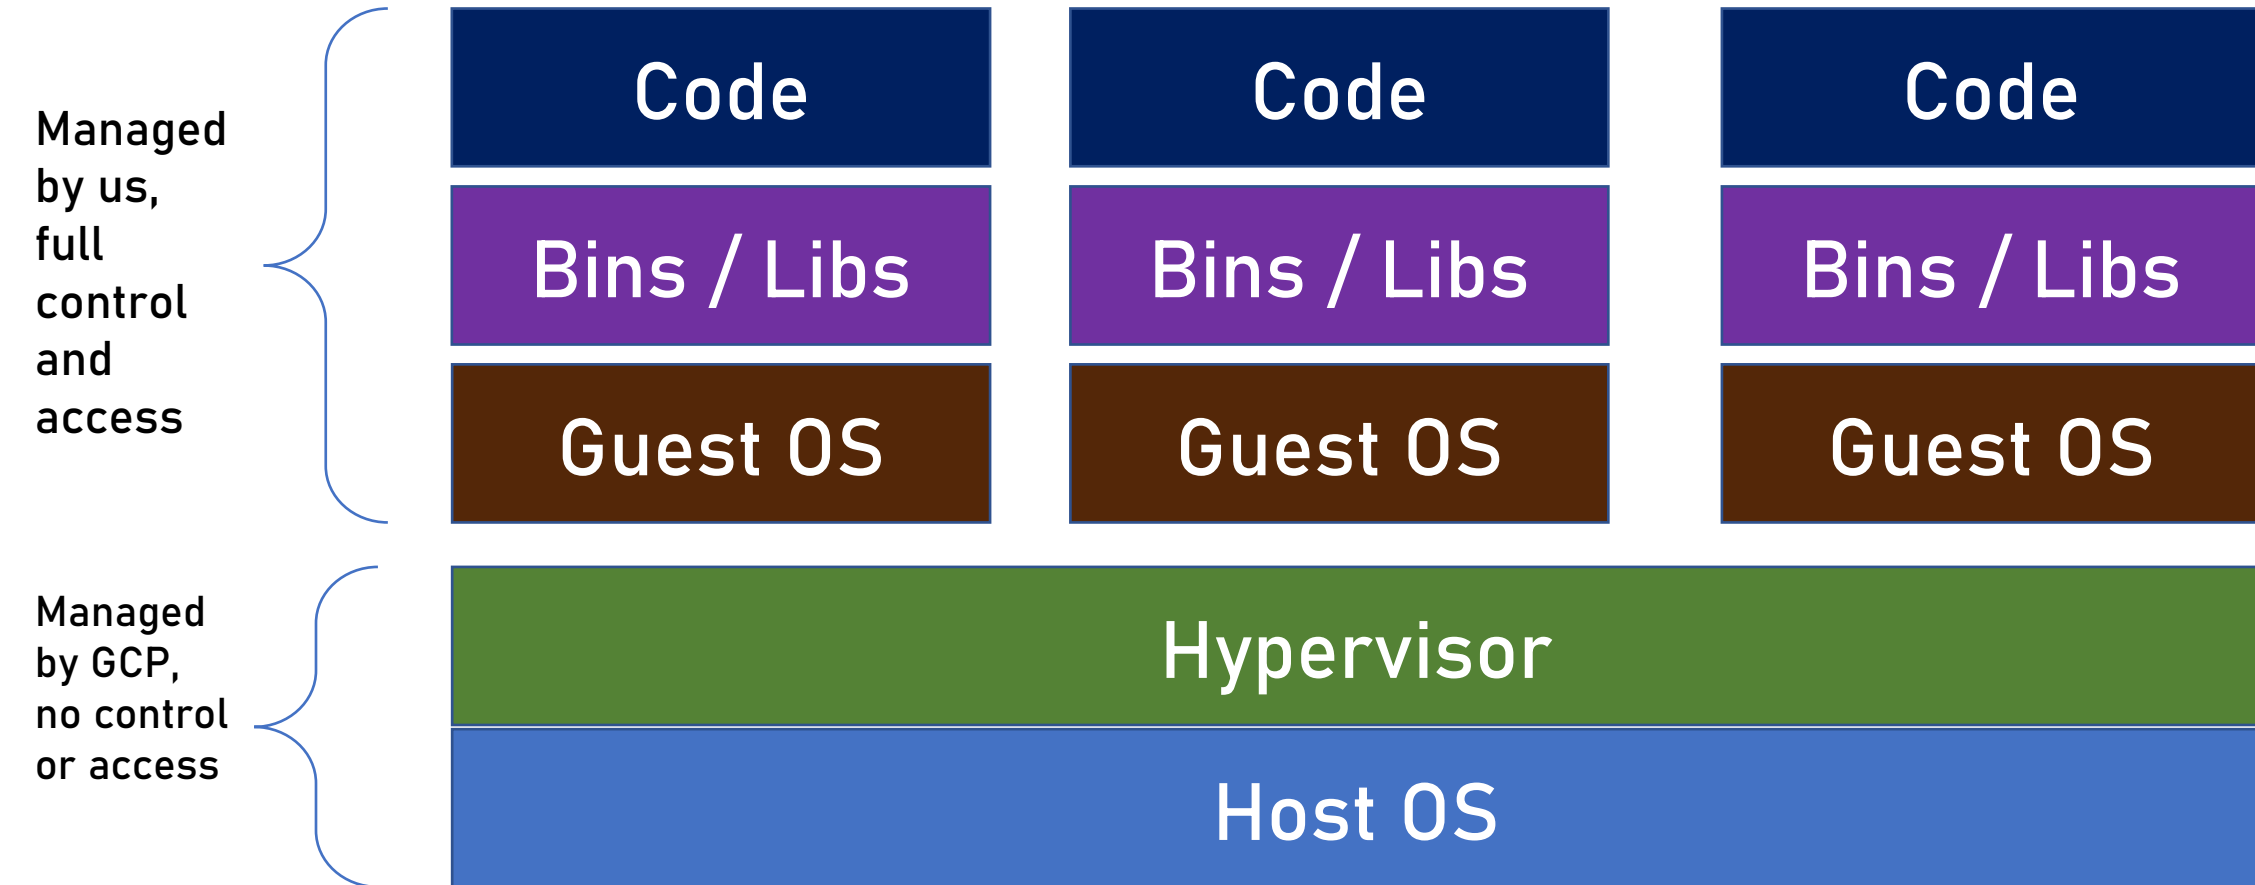 Managed
by us,
full
control
and
access
Code
Code
Code
Bins / Libs
Bins / Libs
Bins / Libs
Guest OS
Guest OS
Guest OS
Managed
by GCP,
no control
or access
Hypervisor
Host OS